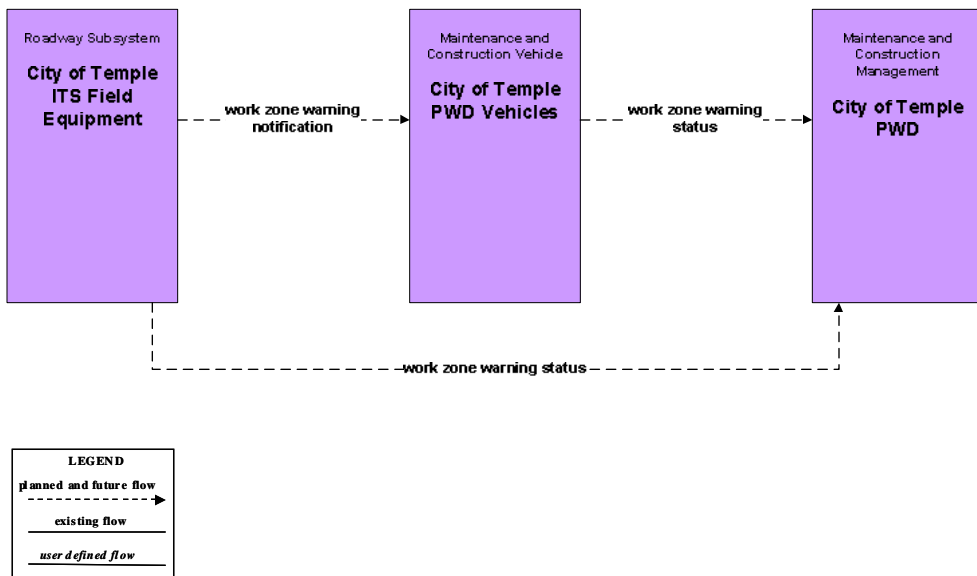 Roadway Subsystem
City of Temple
ITS Field
Equipment
work zone warning
notification
Maintenance and
Construction Vehicle
City of Temple
PWD Vehicles
work zone warning
status
Maintenance and
Construction
Management
City of Temple
PWD
work zone warning status
LEGEND
planned and future flow
existing flow
user defined flow